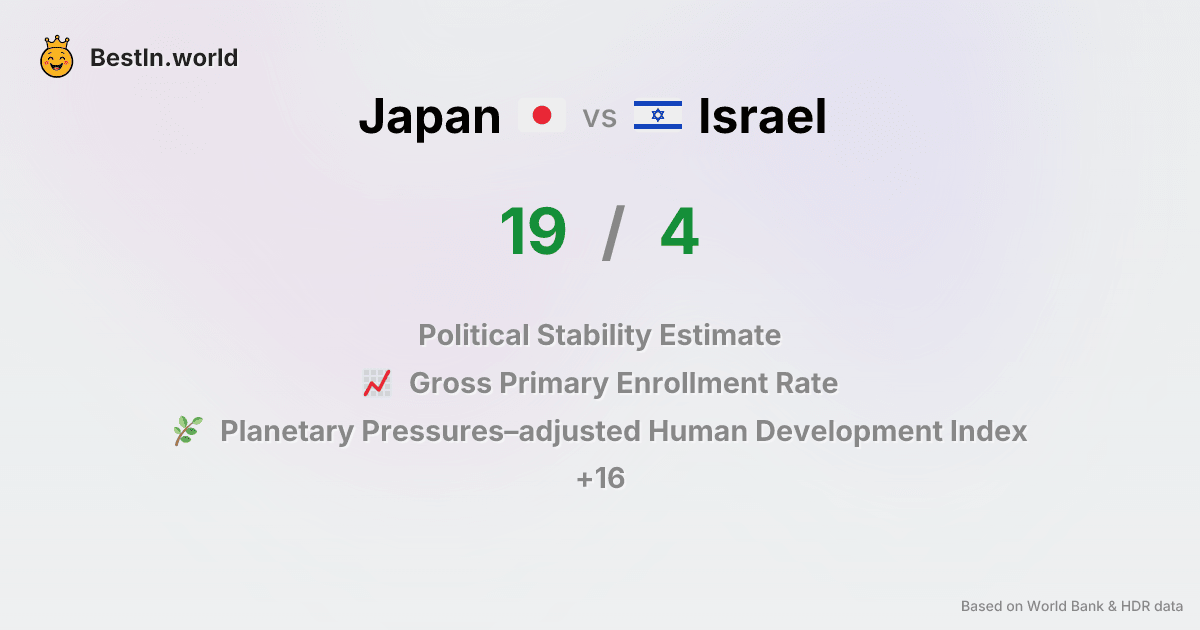 BestIn.world
Japan vs Israel
19 / 4
Political Stability Estimate
Gross Primary Enrollment Rate
Planetary Pressures–adjusted Human Development Index
+16
Based on World Bank & HDR data